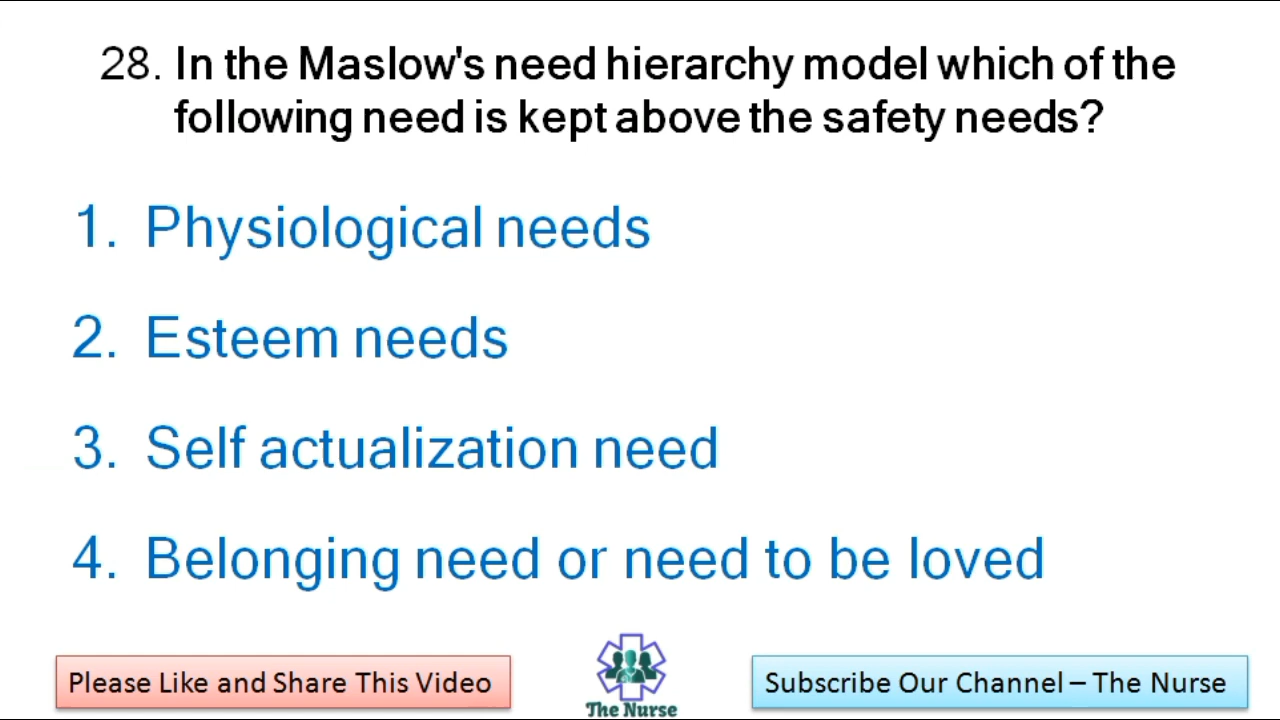 28. In the Maslow's need hierarchy model which of the
following need is kept above the safety needs?
1. Physiological needs
2. Esteem needs
3. Self actualization need
4. Belonging need or need to be loved
Please Like and Share This Video
The Nurse
Subscribe Our Channel – The Nurse